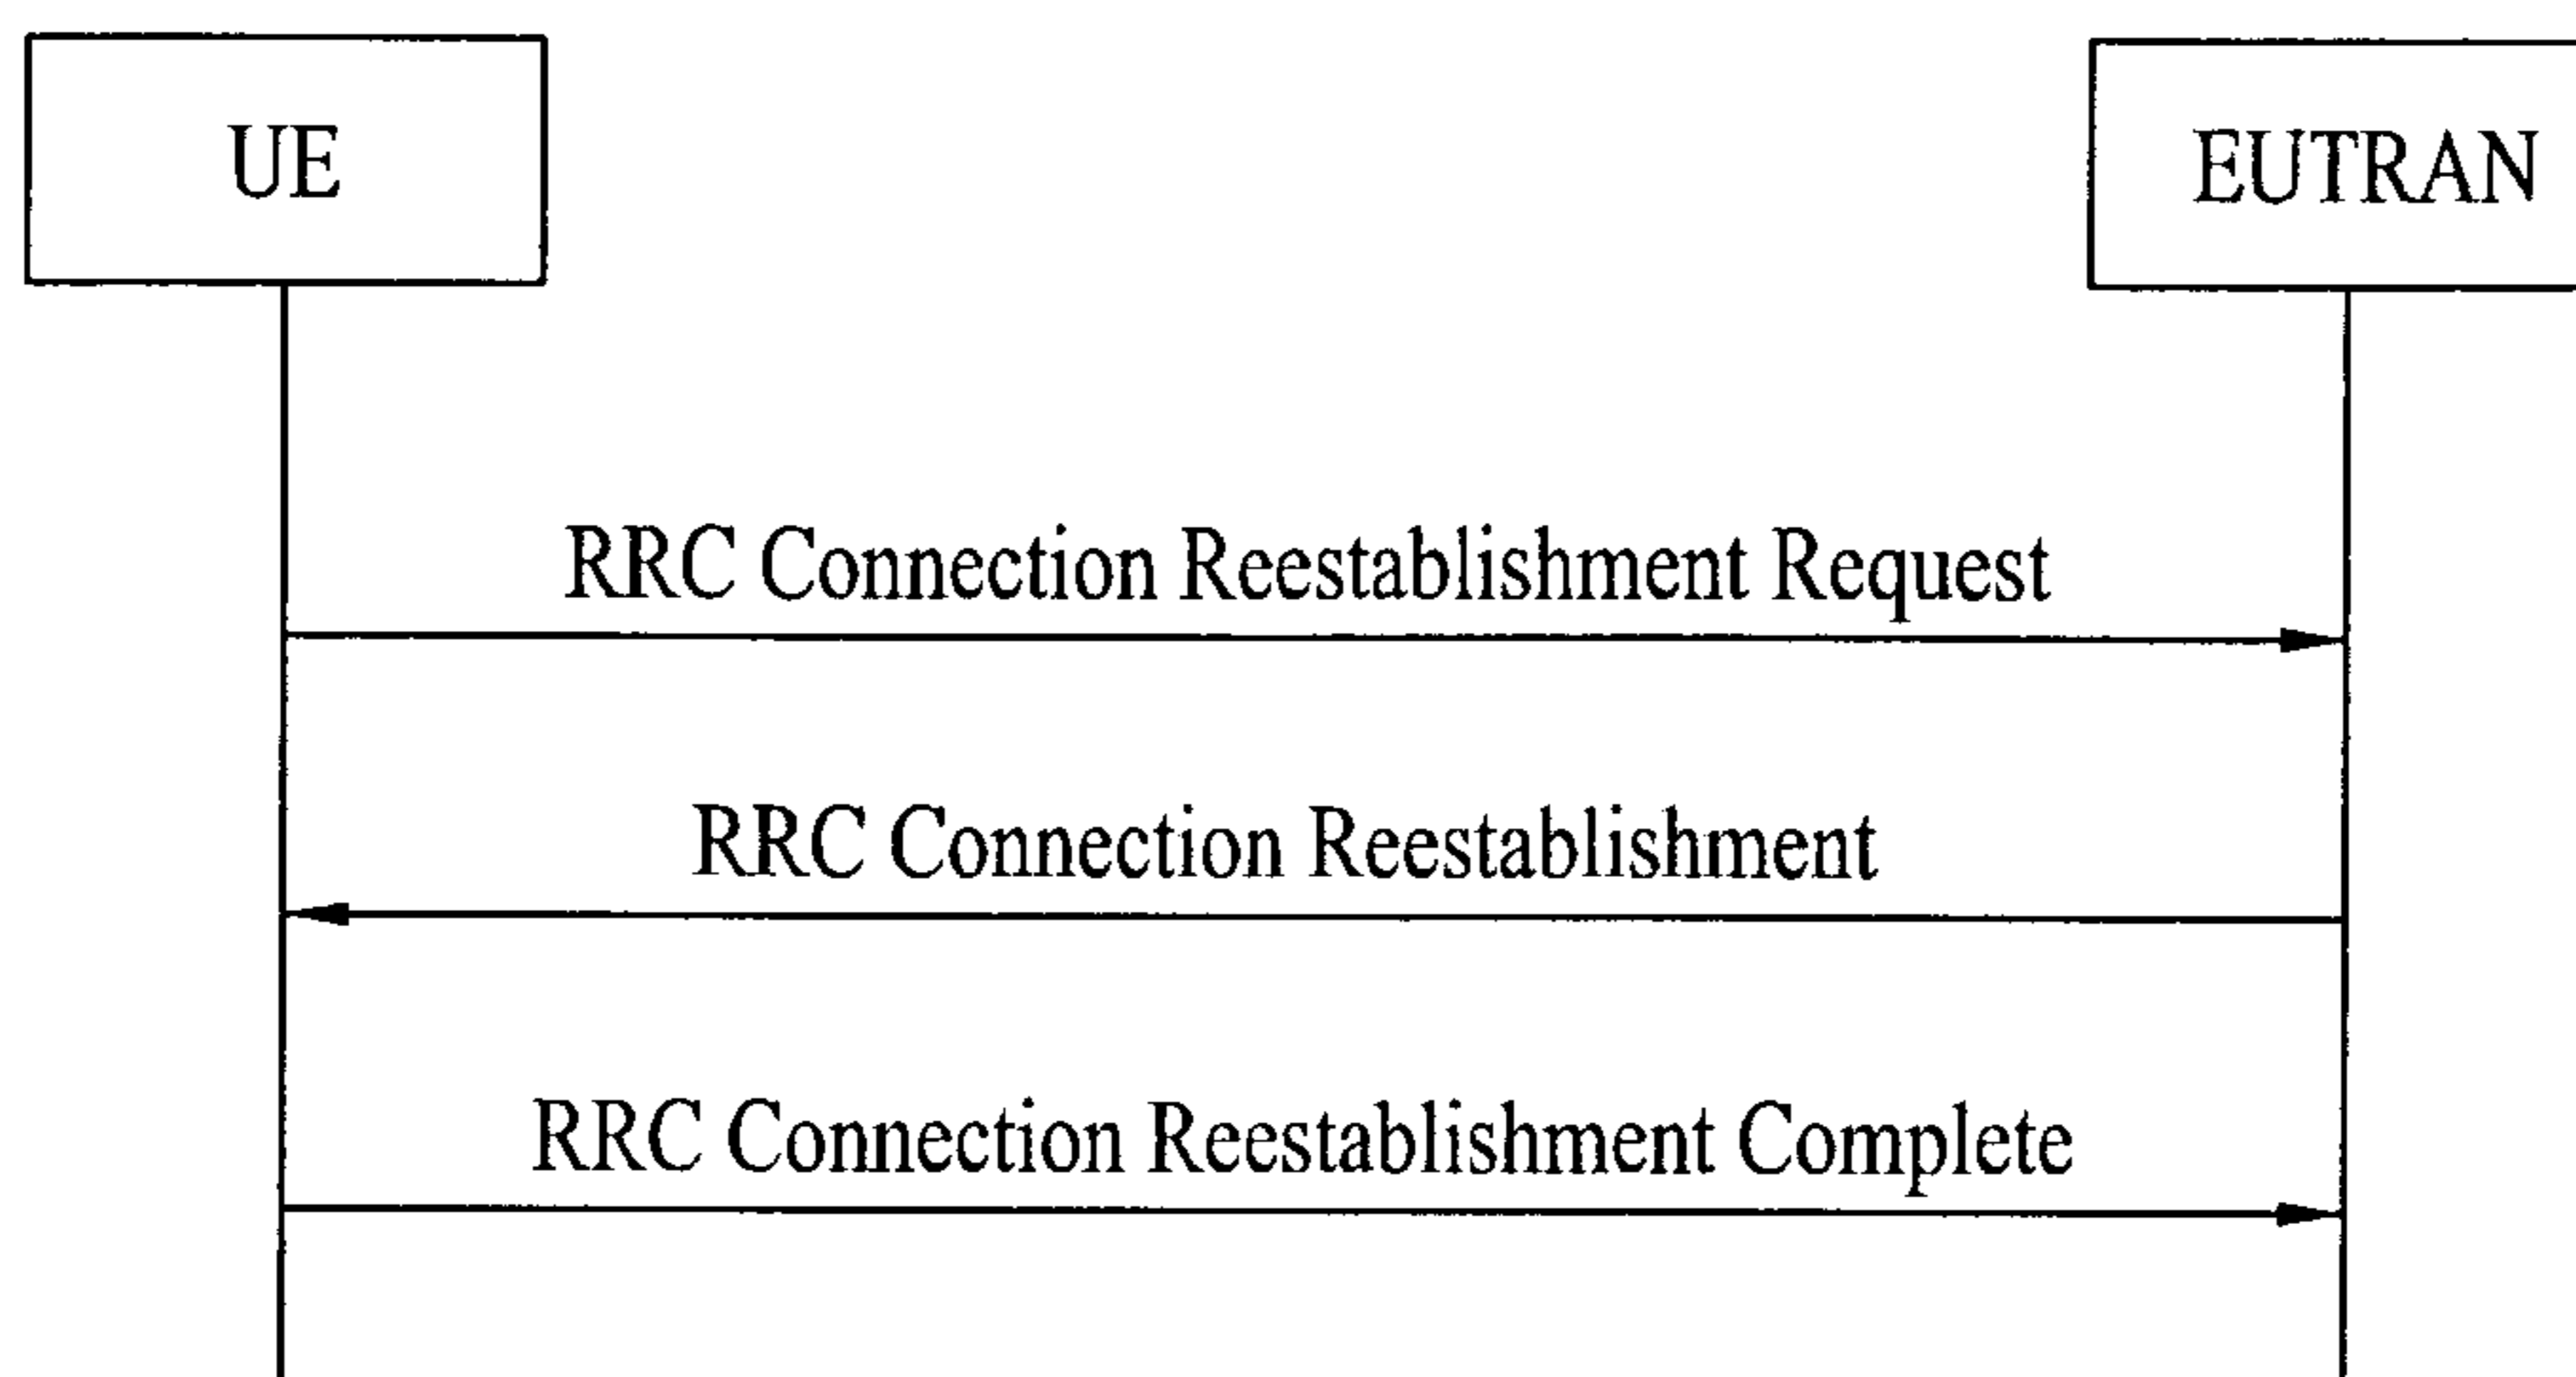 UE
EUTRAN
RRC Connection Reestablishment Request
RRC Connection Reestablishment
RRC Connection Reestablishment Complete